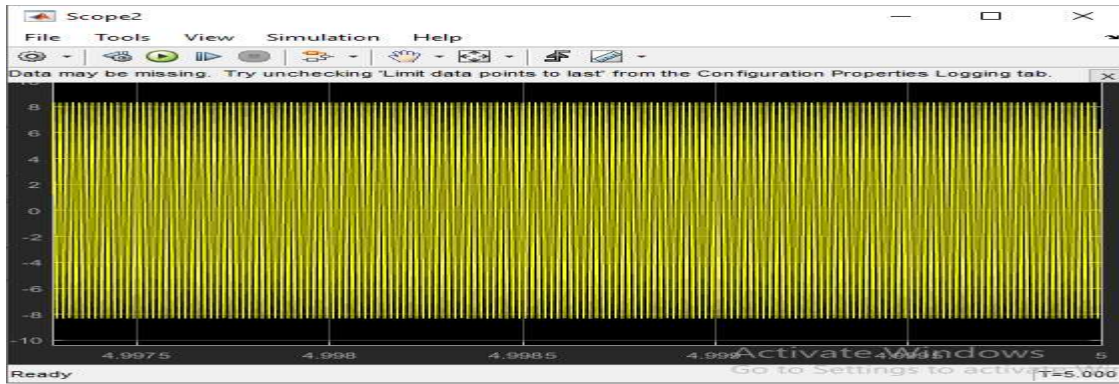 Scope2
File Tools View Simulation Help
Data may be missing. Try unchecking 'Limit data points to last' from the Configuration Properties Logging tab.
8
6
4
2
0
-2
-4
-6
-8
-10
4.9975 4.998 4.9985 4.999 4.9995 5
Activate Windows
Go to Settings to activate
Ready T=5.000